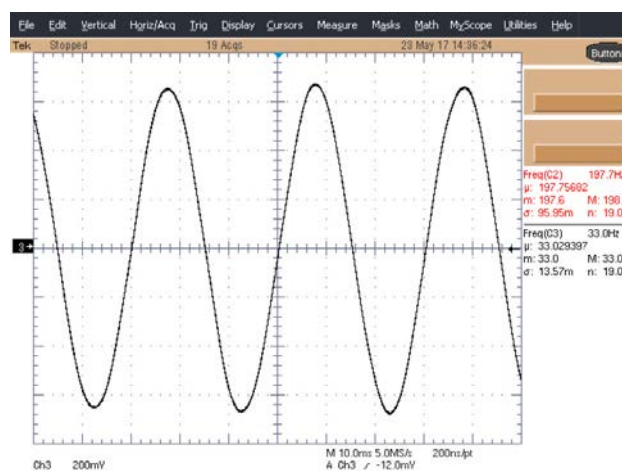 File Edit Vertical Horiz/Acq Trig Display Cursors Measure Masks Math MyScope Utilities Help
Tek Stopped 19 Acqs 23 May 17 14:36:24
Button
Freq(C2) 197.7H
µ: 197.75682
m: 197.6 M: 198.
σ: 95.95m n: 19.0
Freq(C3) 33.0Hz
µ: 33.029397
m: 33.0 M: 33.0
σ: 13.57m n: 19.0
3
Ch3 200mV
M 10.0ms 5.0MS/s 200ns/pt
A Ch3 -12.0mV